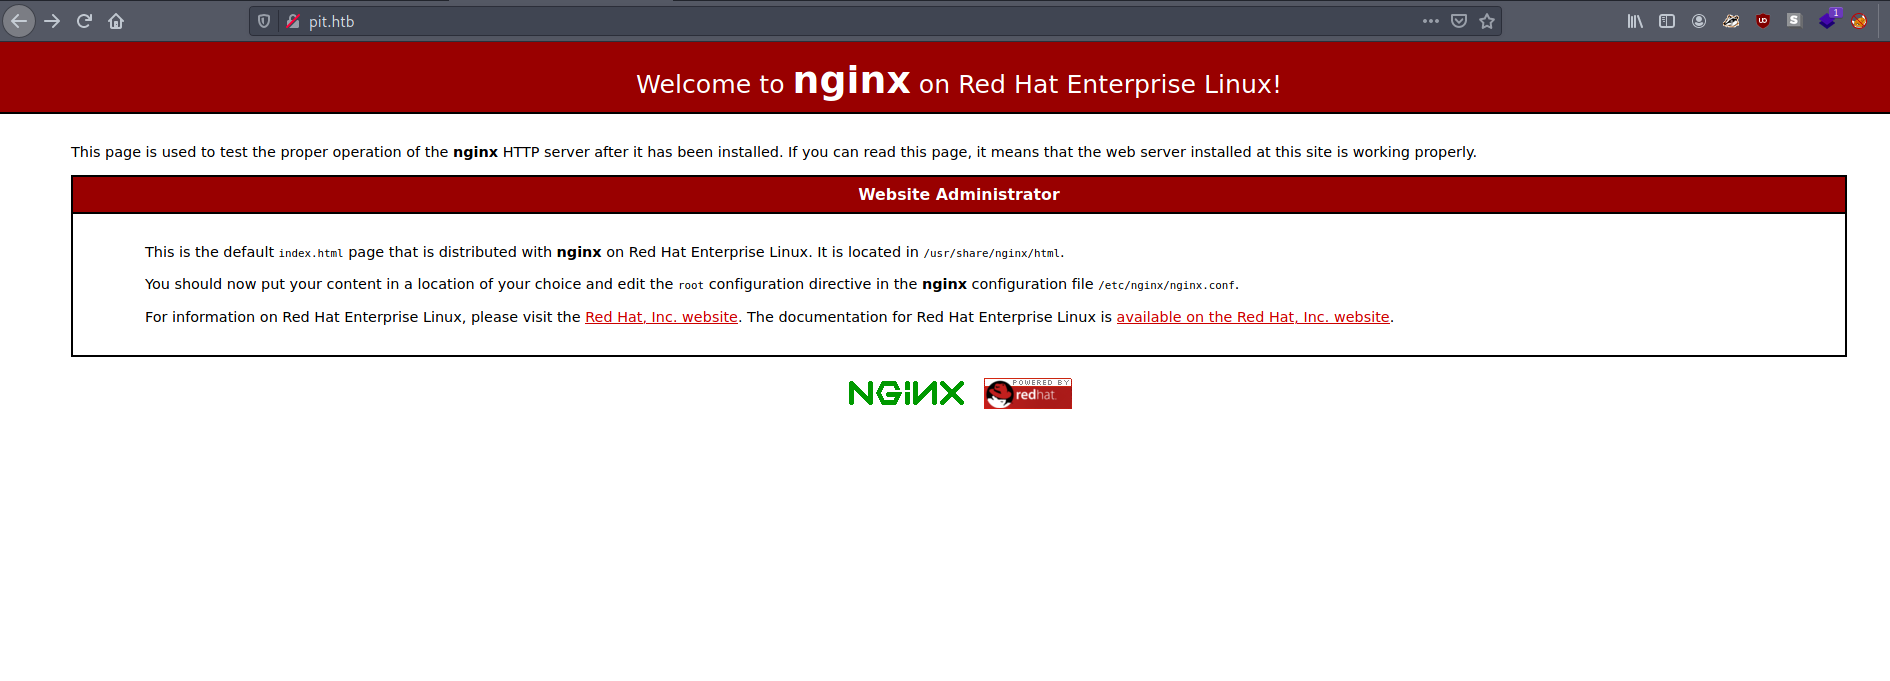 pit.htb
1
Welcome to nginx on Red Hat Enterprise Linux!
This page is used to test the proper operation of the nginx HTTP server after it has been installed. If you can read this page, it means that the web server installed at this site is working properly.
Website Administrator
This is the default index.html page that is distributed with nginx on Red Hat Enterprise Linux. It is located in /usr/share/nginx/html.
You should now put your content in a location of your choice and edit the root configuration directive in the nginx configuration file /etc/nginx/nginx.conf.
For information on Red Hat Enterprise Linux, please visit the Red Hat, Inc. website. The documentation for Red Hat Enterprise Linux is available on the Red Hat, Inc. website.
NGiNX
POWERED BY
redhat.